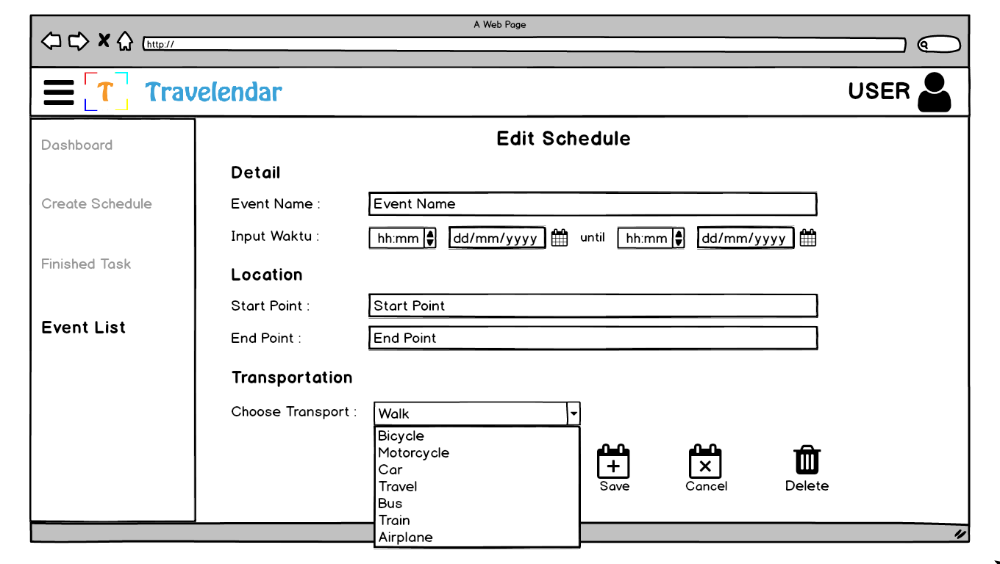 A Web Page
http://
T Travelendar USER
Dashboard
Create Schedule
Finished Task
Event List
Edit Schedule
Detail
Event Name : Event Name
Input Waktu : hh:mm dd/mm/yyyy until hh:mm dd/mm/yyyy
Location
Start Point : Start Point
End Point : End Point
Transportation
Choose Transport : Walk
Bicycle
Motorcycle
Car
Travel
Bus
Train
Airplane
Save Cancel Delete